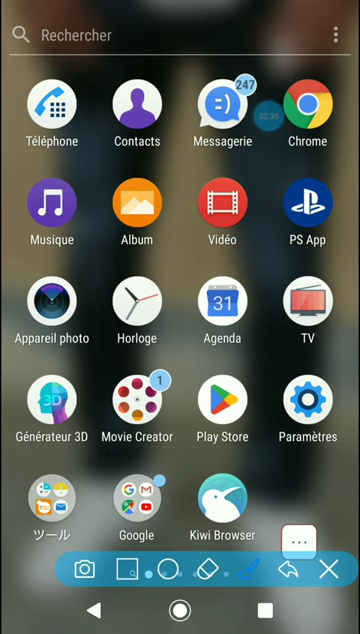 Rechercher
247
02:35
Téléphone
Contacts
Messagerie
Chrome
Musique
Album
Vidéo
PS App
31
Appareil photo
Horloge
Agenda
TV
3D
1
Générateur 3D
Movie Creator
Play Store
Paramètres
ツール
Google
Kiwi Browser